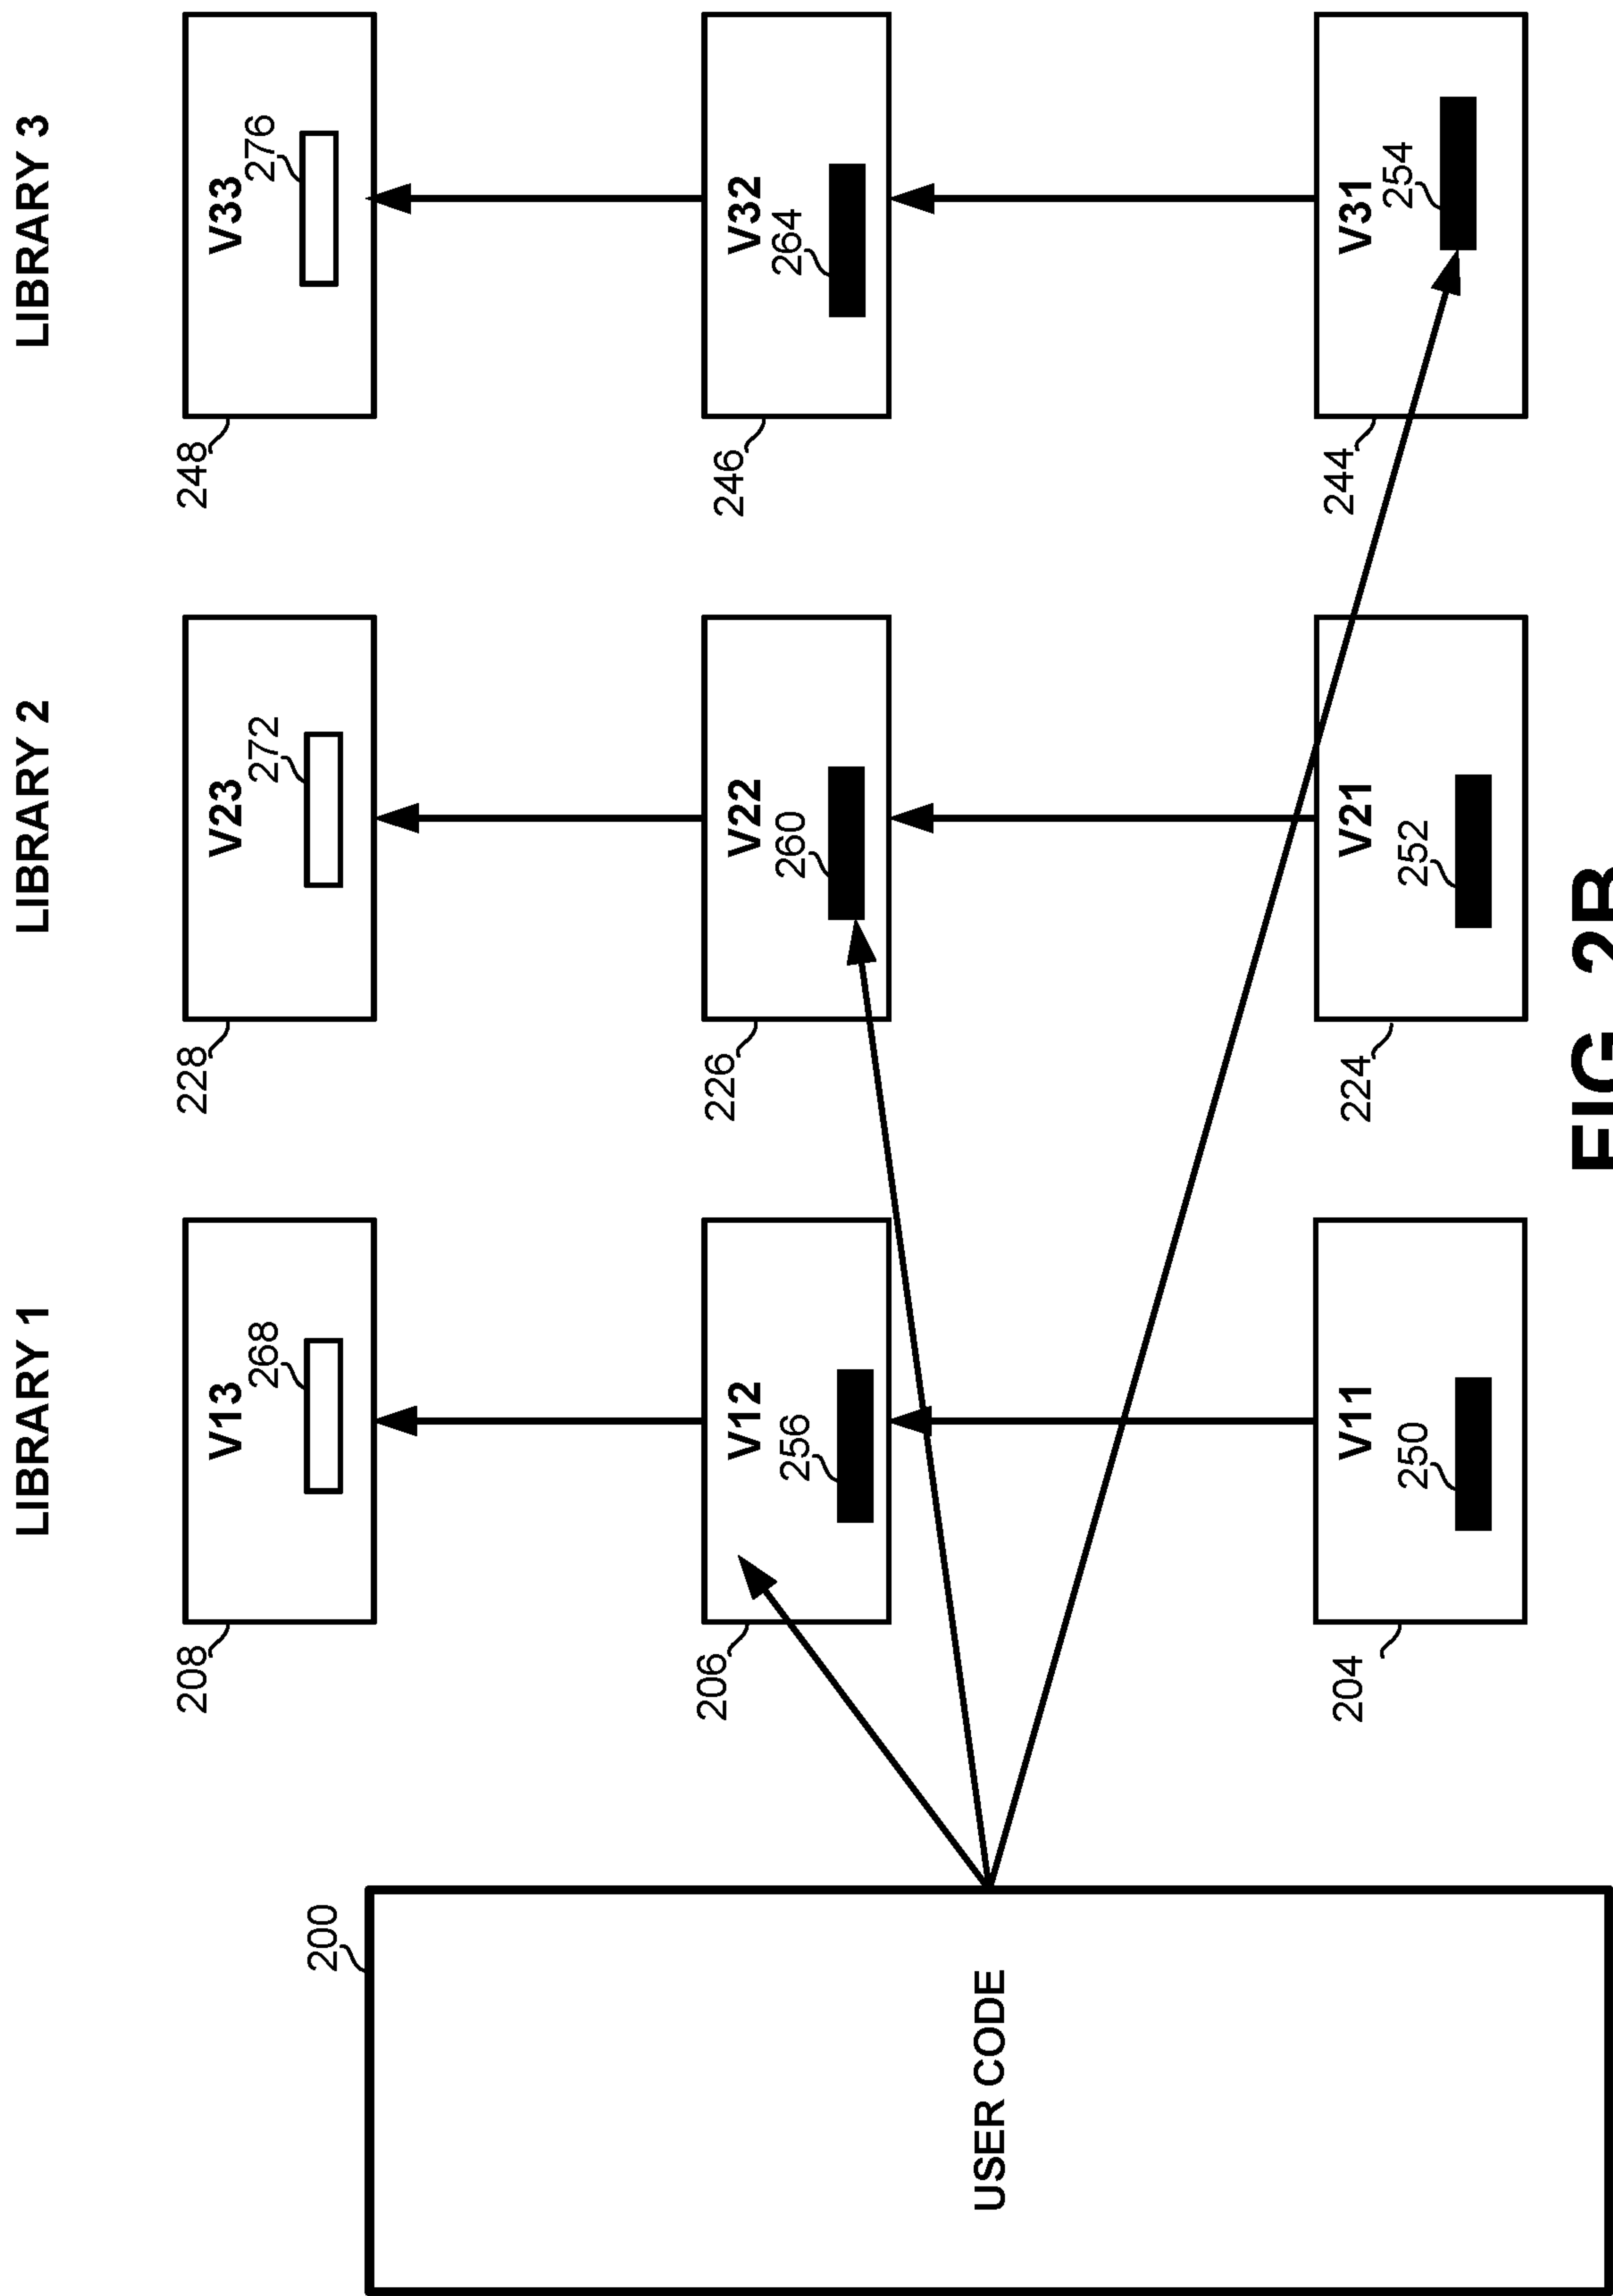 LIBRARY 1
LIBRARY 2
LIBRARY 3
208
V13
268
228
V23
272
248
V33
276
200
USER CODE
206
V12
256
226
V22
260
246
V32
264
204
V11
250
224
V21
252
244
V31
254
FIG. 2B